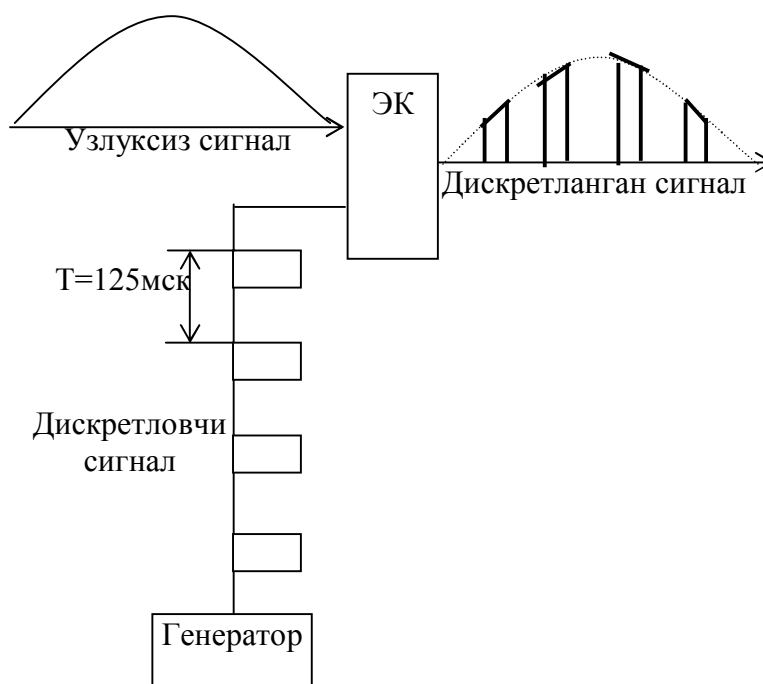 ЭК
Узлуксиз сигнал
Дискретланган сигнал
Т=125мск
Дискретловчи
сигнал
Генератор